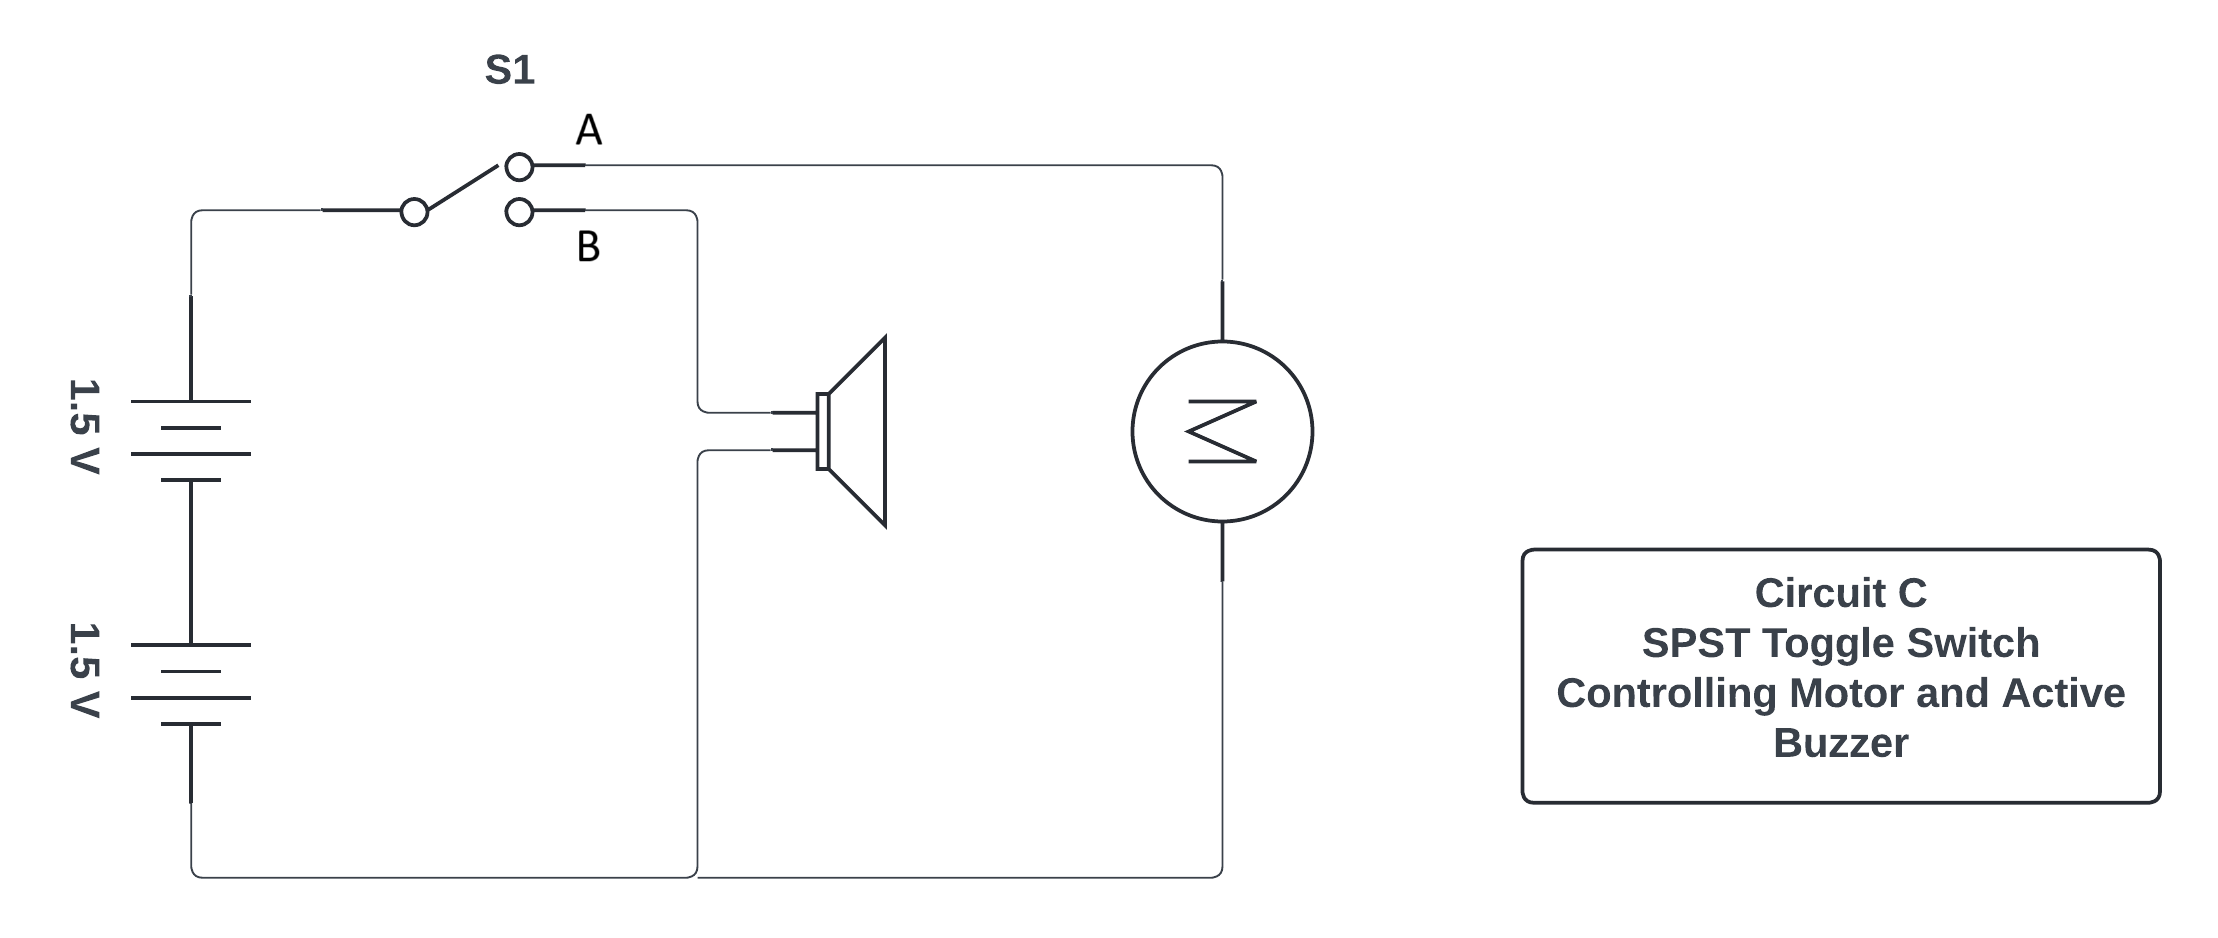 S1
A
B
1.5 V
1.5 V
M
Circuit C
SPST Toggle Switch
Controlling Motor and Active
Buzzer